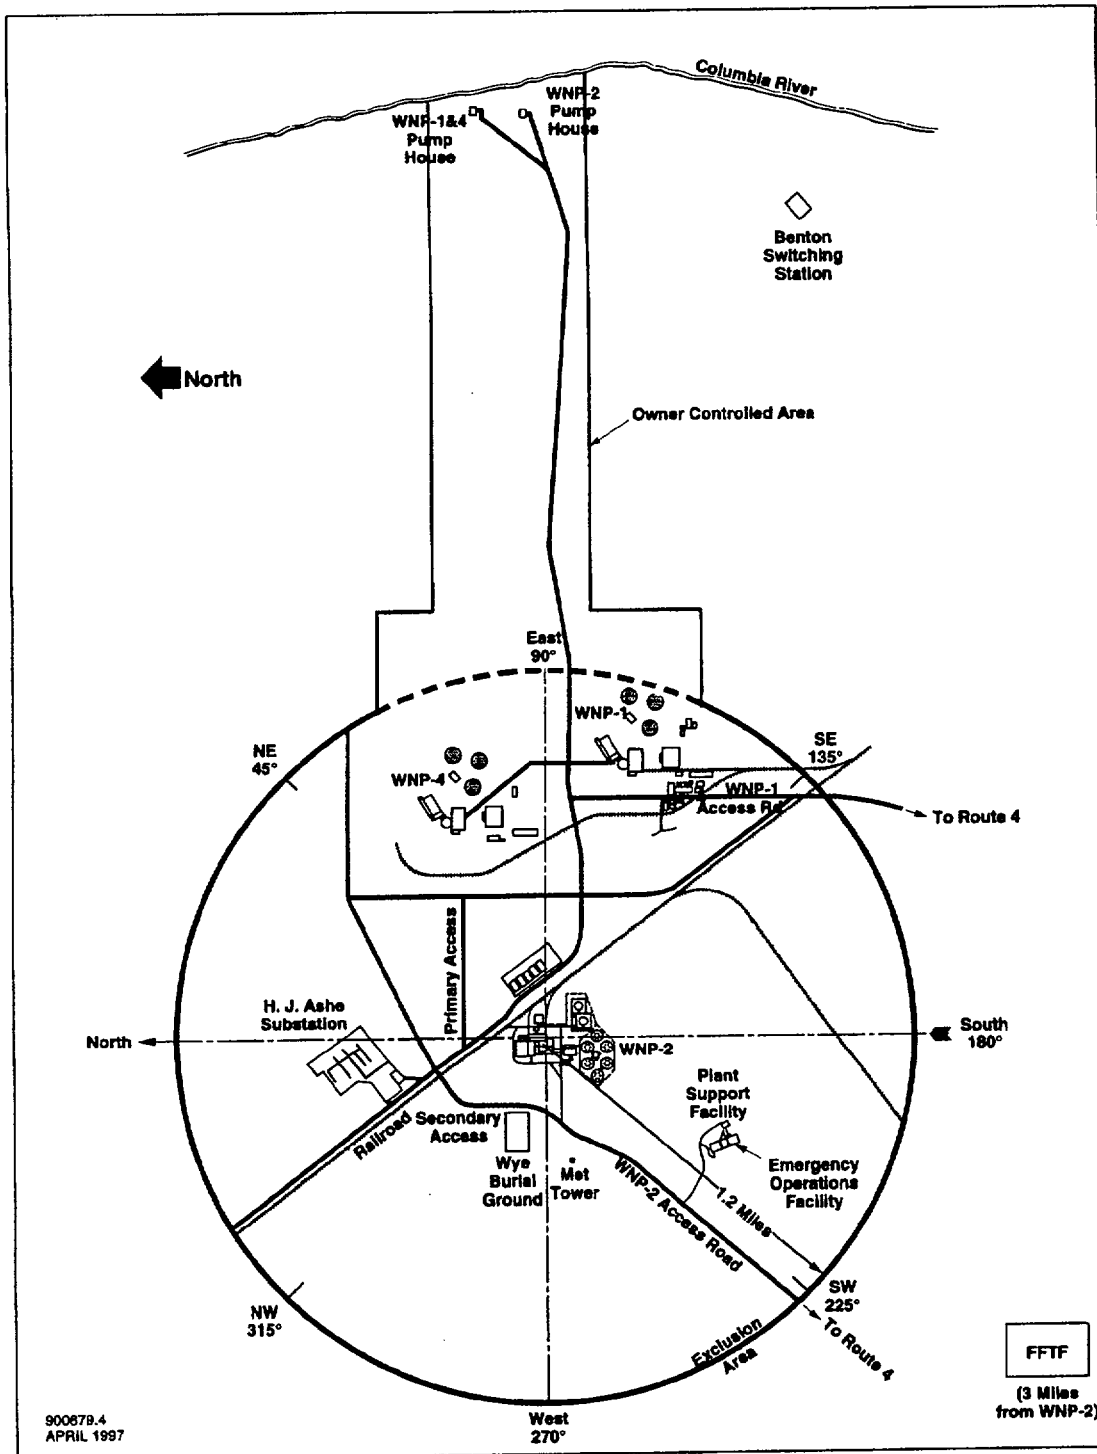 Columbia River
WNP-2
Pump
House
WNP-1&4
Pump
House
Benton
Switching
Station
North
Owner Controlled Area
East
90°
WNP-1
NE
45°
SE
135°
WNP-4
WNP-1
Access Rd
To Route 4
Primary Access
H. J. Ashe
Substation
North
South
180°
WNP-2
Plant
Support
Facility
Railroad
Secondary
Access
Wye
Burial
Ground
Met
Tower
WNP-2 Access Road
1.2 Miles
Emergency
Operations
Facility
NW
315°
SW
225°
To Route 4
Exclusion
Area
FFTF
(3 Miles
from WNP-2)
West
270°
900679.4
APRIL 1997